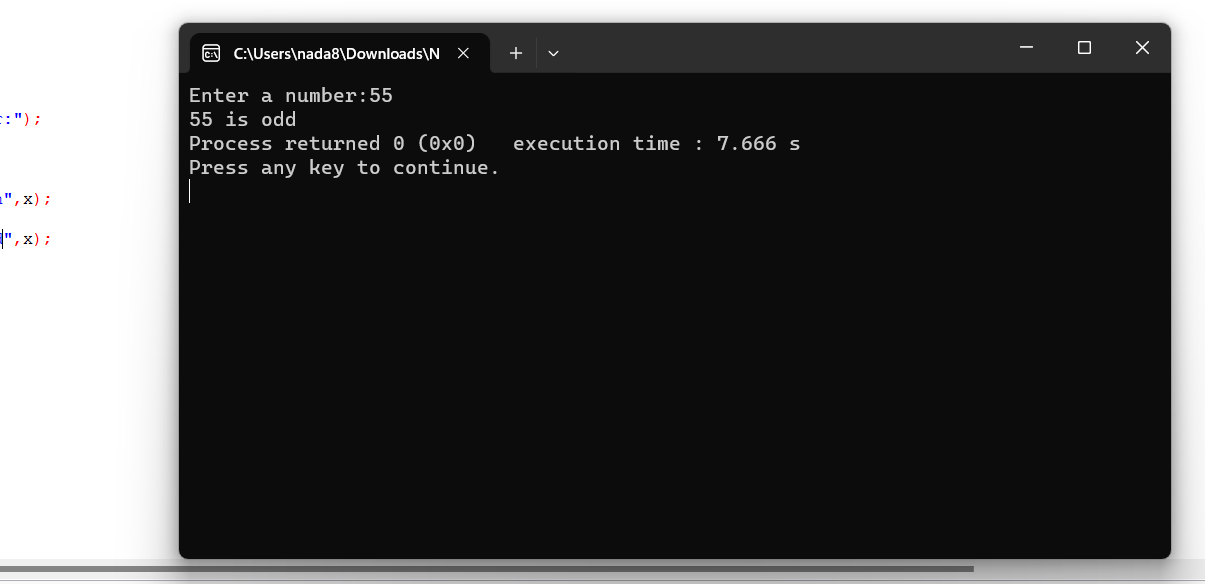 C:\Users\nada8\Downloads\N
Enter a number:55
55 is odd
Process returned 0 (0x0)   execution time : 7.666 s
Press any key to continue.
:");
",x);
",x);